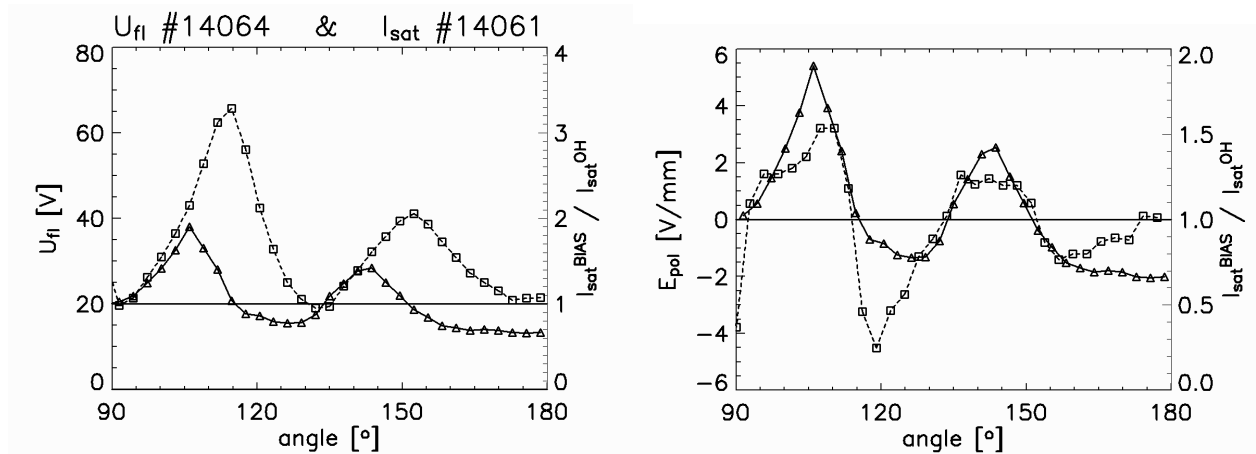 U_fl #14064 & I_sat #14061
80
60
40
20
0
U_fl [V]
4
3
2
1
0
I_sat^BIAS / I_sat^OH
90 120 150 180
angle [°]
6
4
2
0
−2
−4
−6
E_pol [V/mm]
2.0
1.5
1.0
0.5
0.0
I_sat^BIAS / I_sat^OH
90 120 150 180
angle [°]